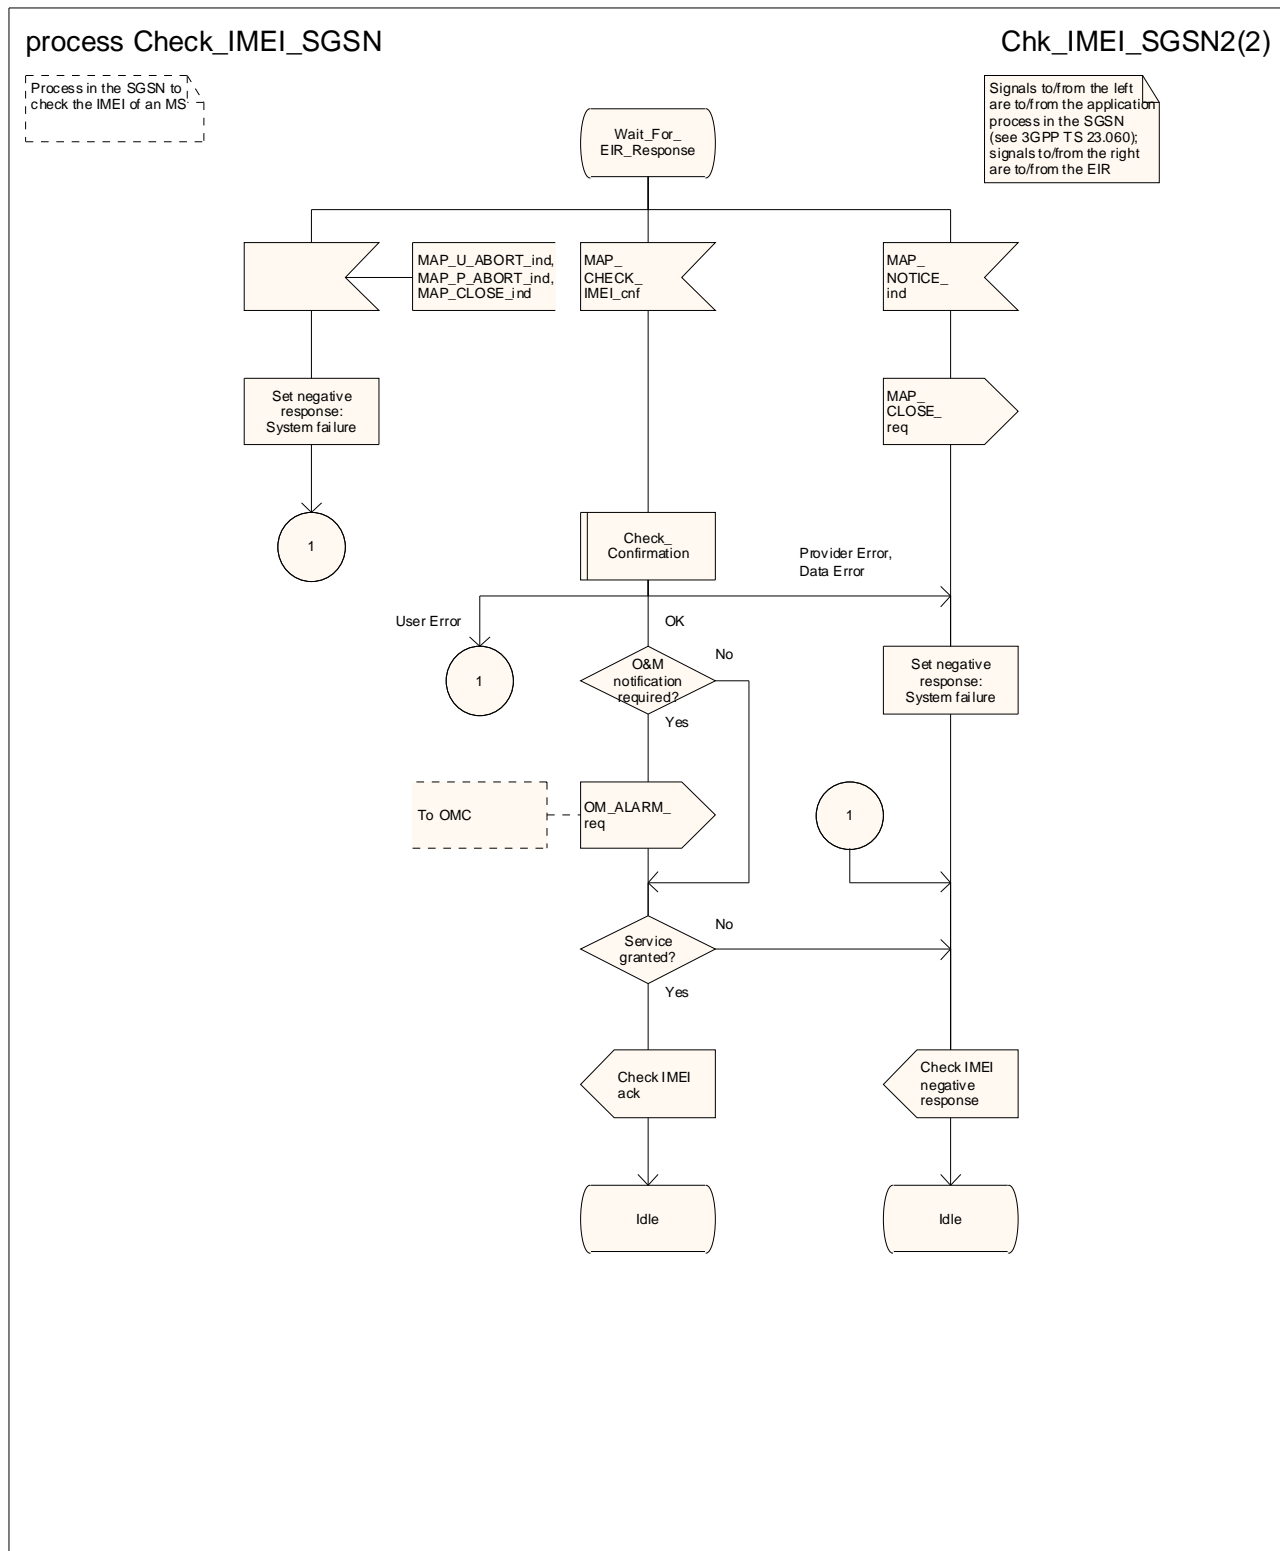 process Check_IMEI_SGSN
Chk_IMEI_SGSN2(2)
Process in the SGSN to
check the IMEI of an MS
Signals to/from the left
are to/from the application
process in the SGSN
(see 3GPP TS 23.060);
signals to/from the right
are to/from the EIR
Wait_For_
EIR_Response
MAP_U_ABORT_ind,
MAP_P_ABORT_ind,
MAP_CLOSE_ind
MAP_
CHECK_
IMEI_cnf
MAP_
NOTICE_
ind
Set negative
response:
System failure
MAP_
CLOSE_
req
1
Check_
Confirmation
Provider Error,
Data Error
User Error
OK
1
O&M
notification
required?
No
Yes
Set negative
response:
System failure
To OMC
OM_ALARM_
req
1
Service
granted?
No
Yes
Check IMEI
ack
Check IMEI
negative
response
Idle
Idle